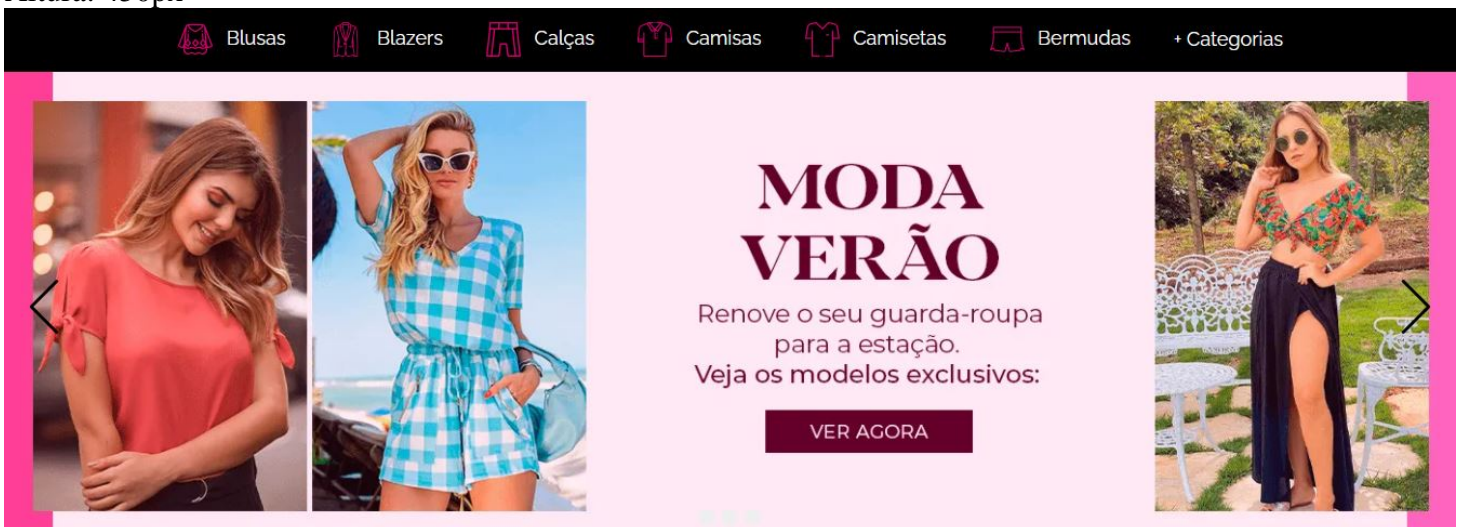 Blusas Blazers Calças Camisas Camisetas Bermudas + Categorias
MODA
VERÃO
Renove o seu guarda-roupa
para a estação.
Veja os modelos exclusivos:
VER AGORA